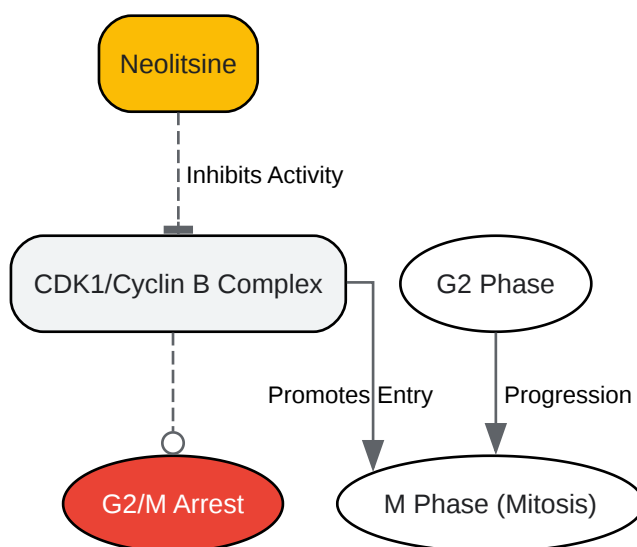 Neolitsine
Inhibits Activity
CDK1/Cyclin B Complex
G2 Phase
Promotes Entry
Progression
G2/M Arrest
M Phase (Mitosis)